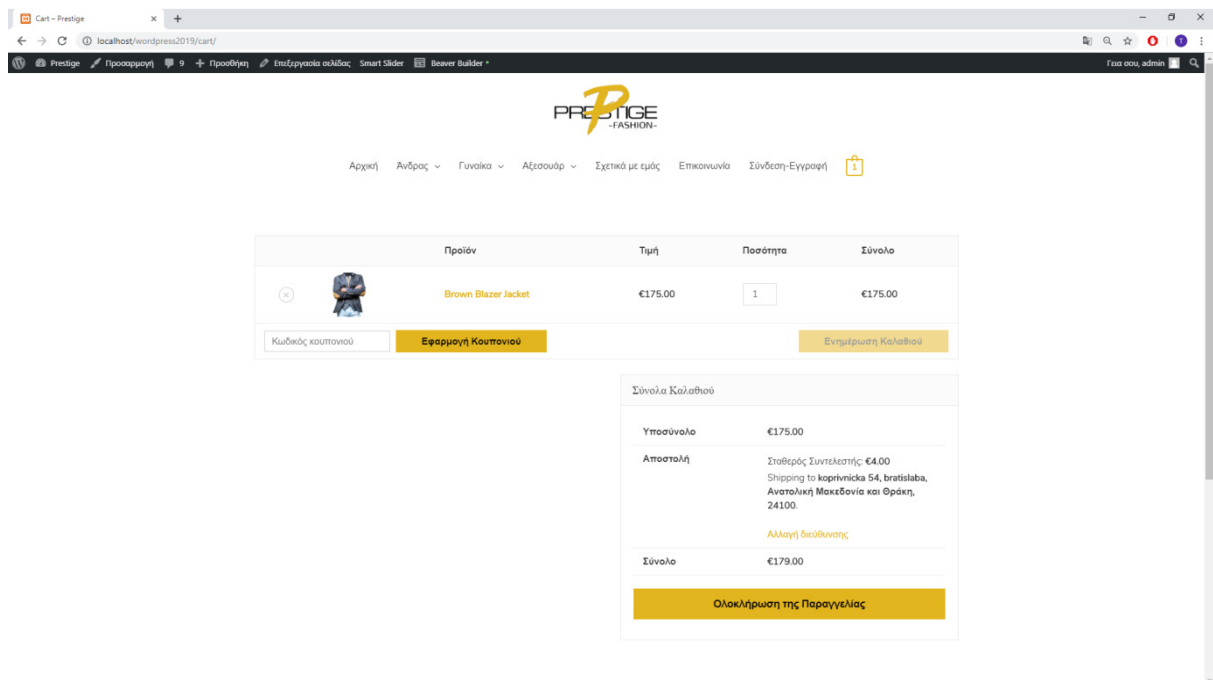 Cart – Prestige
localhost/wordpress2019/cart/
Prestige Προσαρμογή 9 Προσθήκη Επεξεργασία σελίδας Smart Slider Beaver Builder Γεια σου, admin
PRESTIGE
-FASHION-
Αρχική Άνδρας Γυναίκα Αξεσουάρ Σχετικά με εμάς Επικοινωνία Σύνδεση-Εγγραφή 1
Προϊόν Τιμή Ποσότητα Σύνολο
Brown Blazer Jacket €175.00 1 €175.00
Κωδικός κουπονιού Εφαρμογή Κουπονιού Ενημέρωση Καλαθιού
Σύνολα Καλαθιού
Υποσύνολο €175.00
Αποστολή Σταθερός Συντελεστής: €4.00
Shipping to koprivnicka 54, bratislaba,
Ανατολική Μακεδονία και Θράκη,
24100.
Αλλαγή διεύθυνσης
Σύνολο €179.00
Ολοκλήρωση της Παραγγελίας